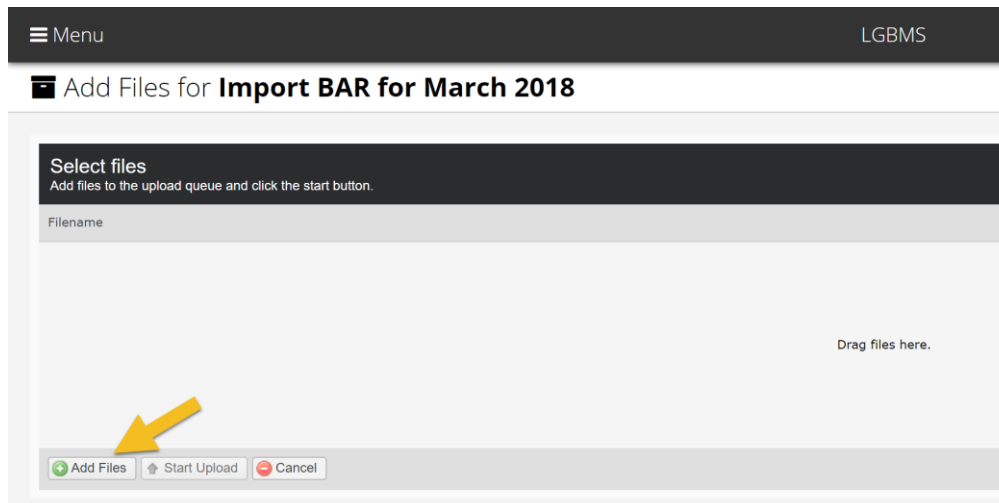 Menu
LGBMS
Add Files for Import BAR for March 2018
Select files
Add files to the upload queue and click the start button.
Filename
Drag files here.
Add Files
Start Upload
Cancel